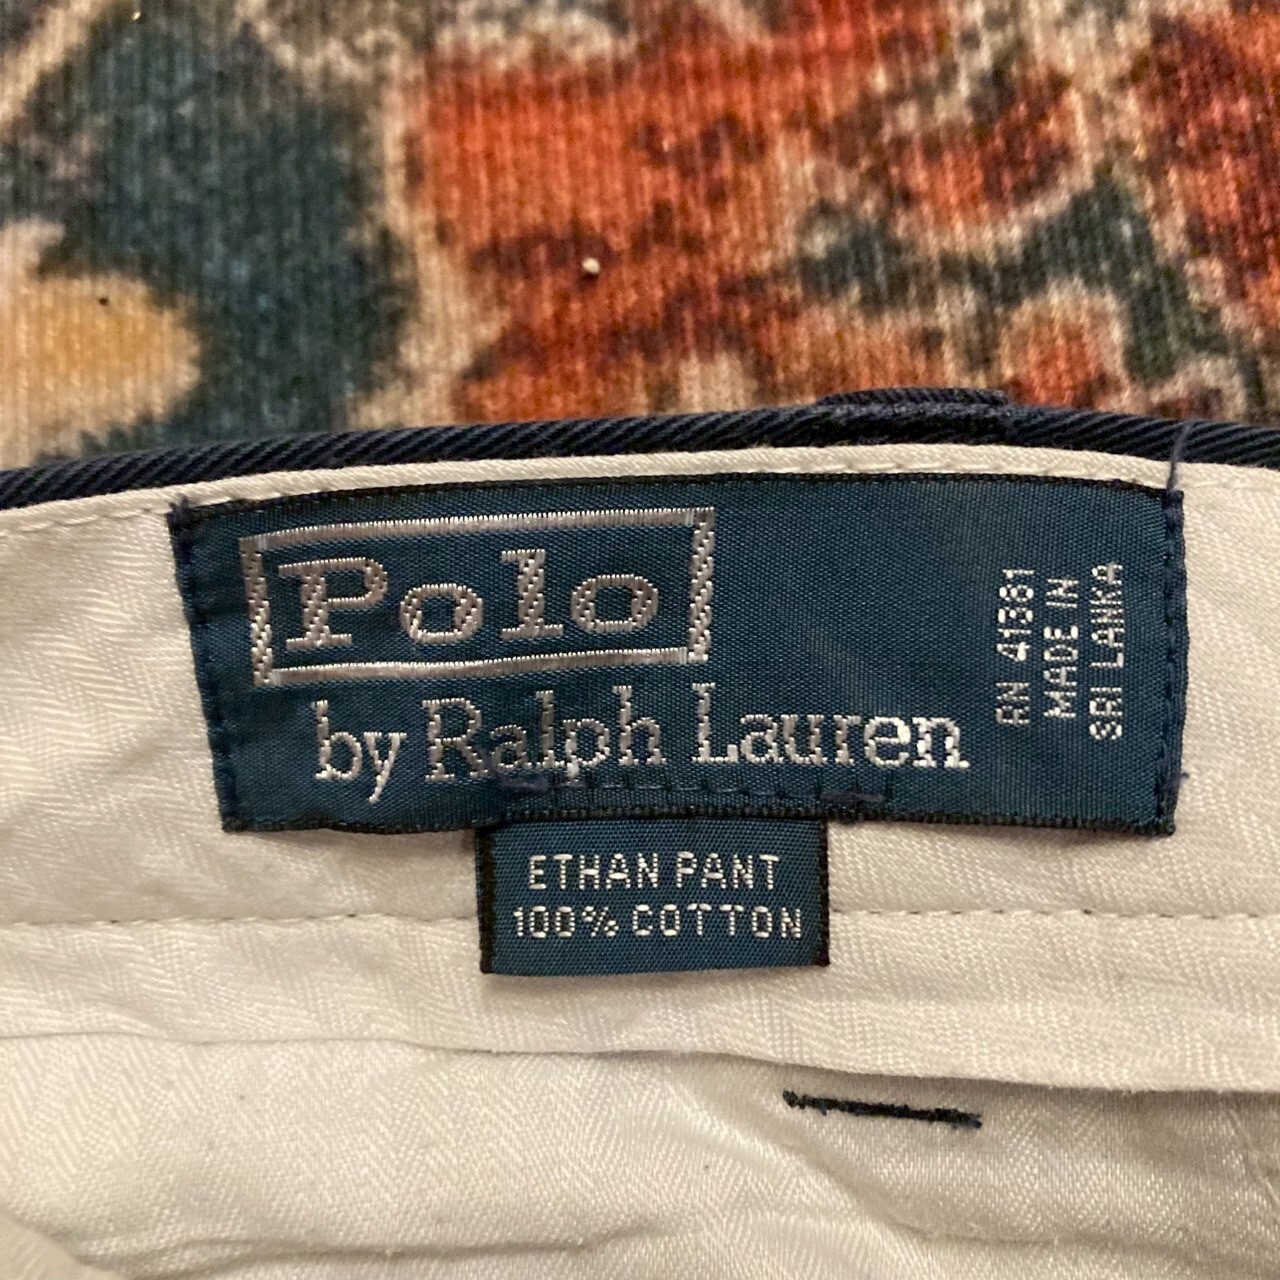 Polo
by Ralph Lauren
RN 41381
MADE IN
SRI LANKA
ETHAN PANT
100% COTTON